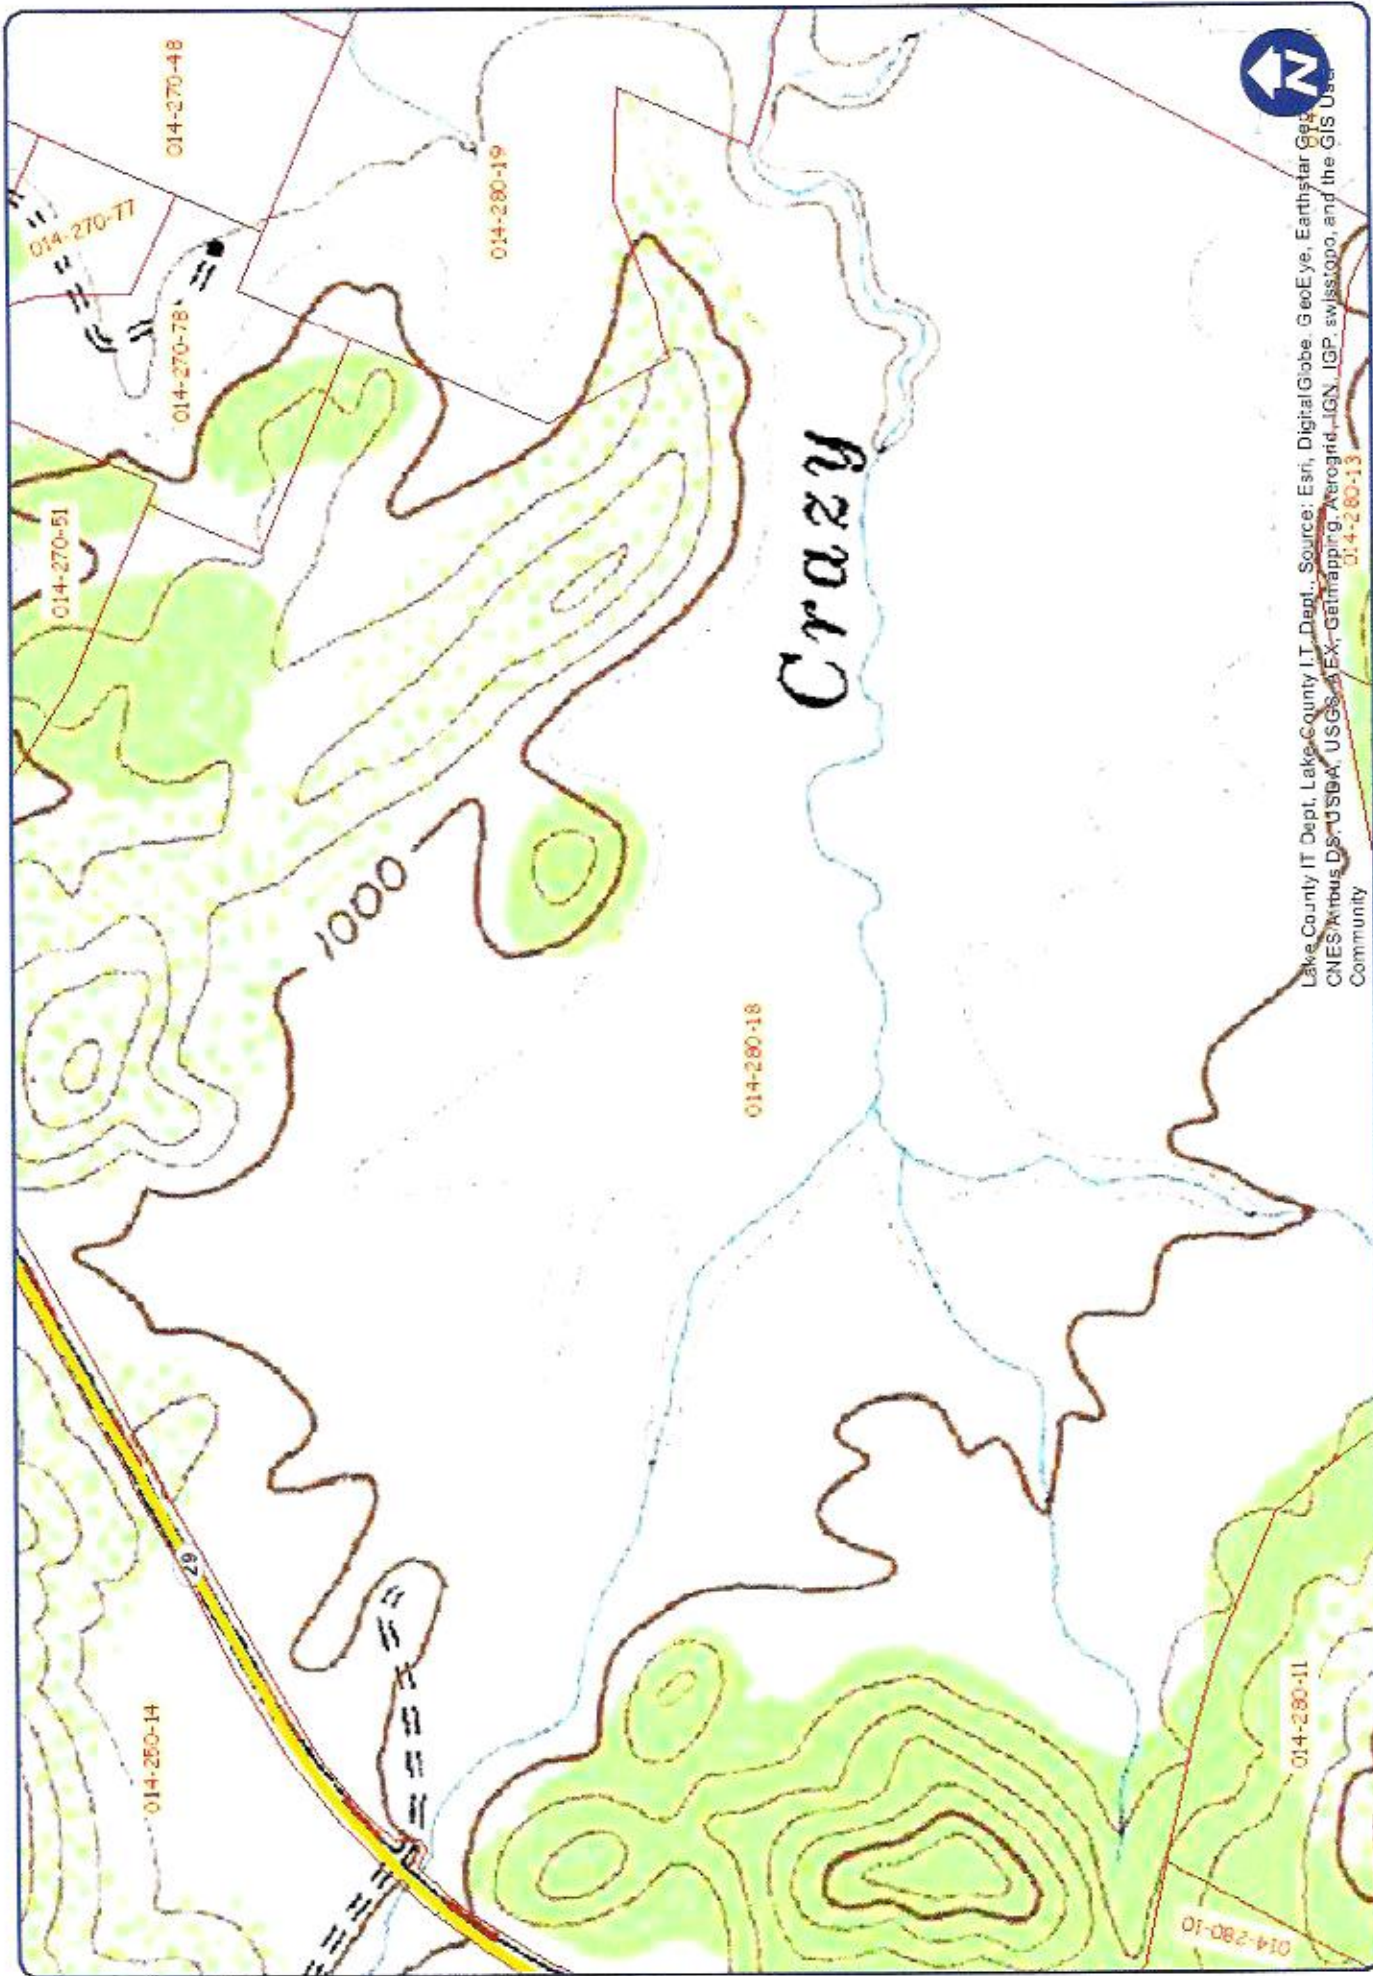 014-270-48
014-270-77
014-270-78
014-280-19
014-270-51
Crazy
1000
014-280-18
29
014-250-14
014-280-13
014-280-11
014-280-10
N
Lake County IT Dept, Lake County I.T. Dept., Source: Esri, DigitalGlobe, GeoEye, Earthstar Geo
CNES/Airbus DS, USDA, USGS, AEX, Getmapping, Aerogrid, IGN, IGP, swisstopo, and the GIS User
Community